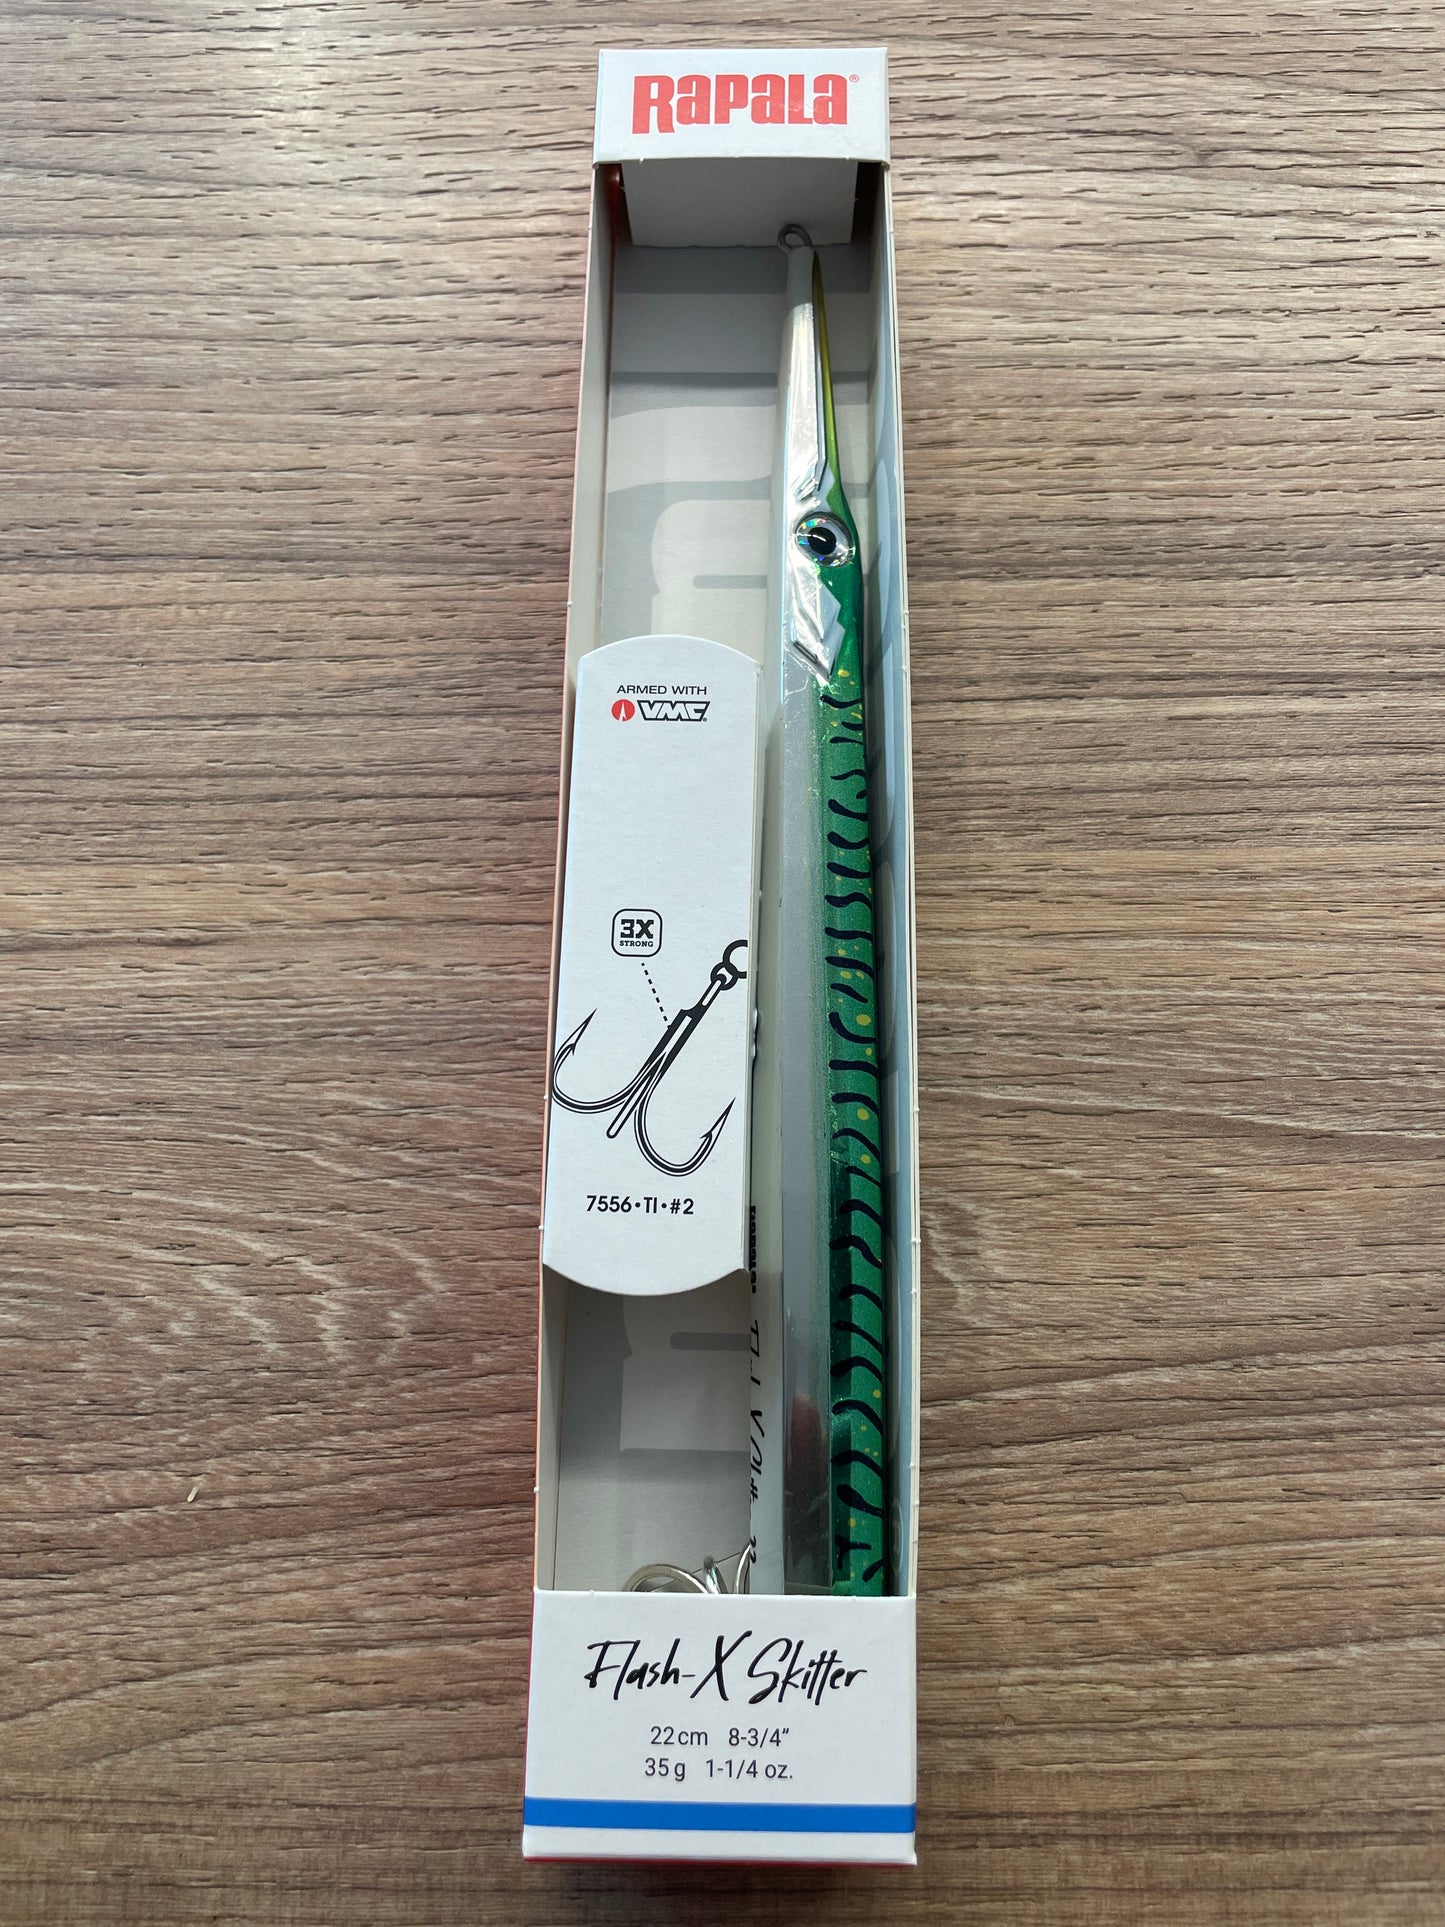 RAPALA®
ARMED WITH
VMC®
3X
STRONG
7556•TI•#2
Flash-X Skitter
22cm 8-3/4"
35g 1-1/4 oz.